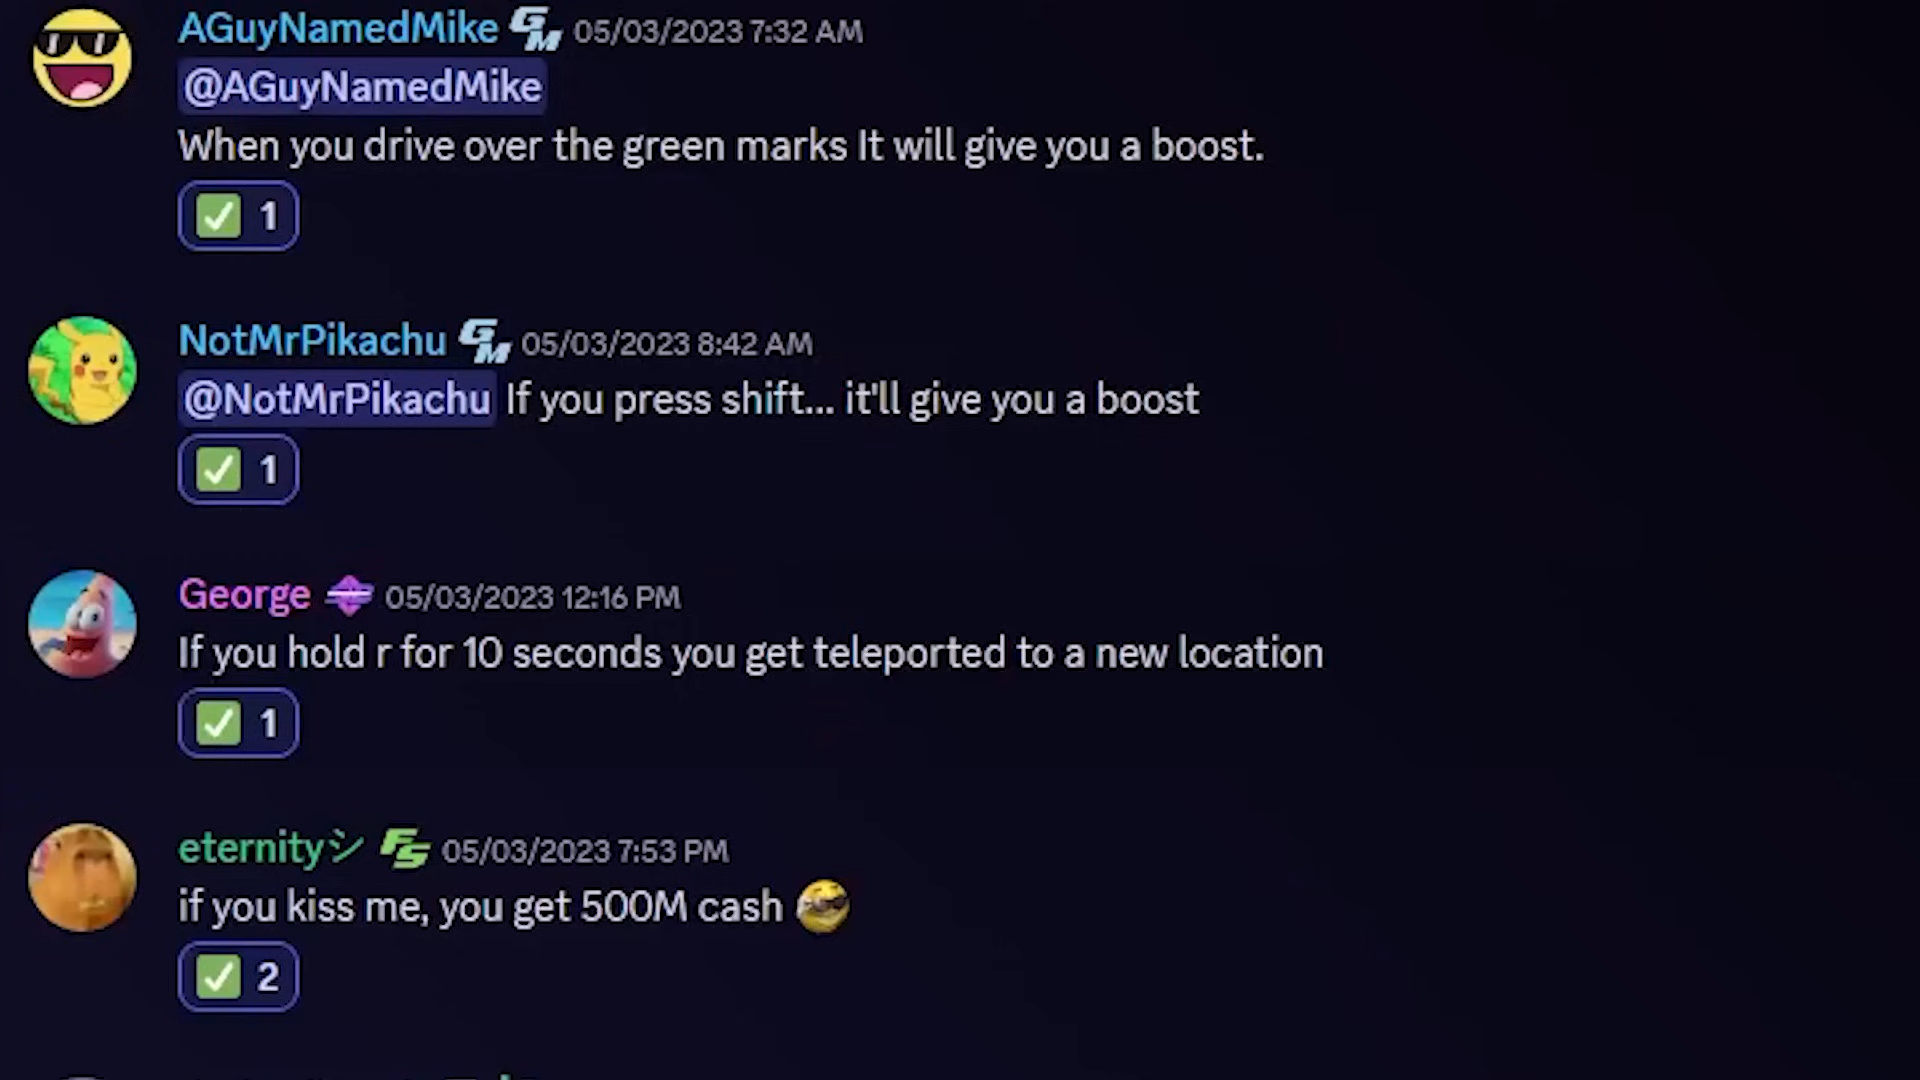 AGuyNamedMike GM 05/03/2023 7:32 AM
@AGuyNamedMike
When you drive over the green marks It will give you a boost.
1
NotMrPikachu GM 05/03/2023 8:42 AM
@NotMrPikachu If you press shift... it'll give you a boost
1
George 05/03/2023 12:16 PM
If you hold r for 10 seconds you get teleported to a new location
1
eternityシ FS 05/03/2023 7:53 PM
if you kiss me, you get 500M cash
2